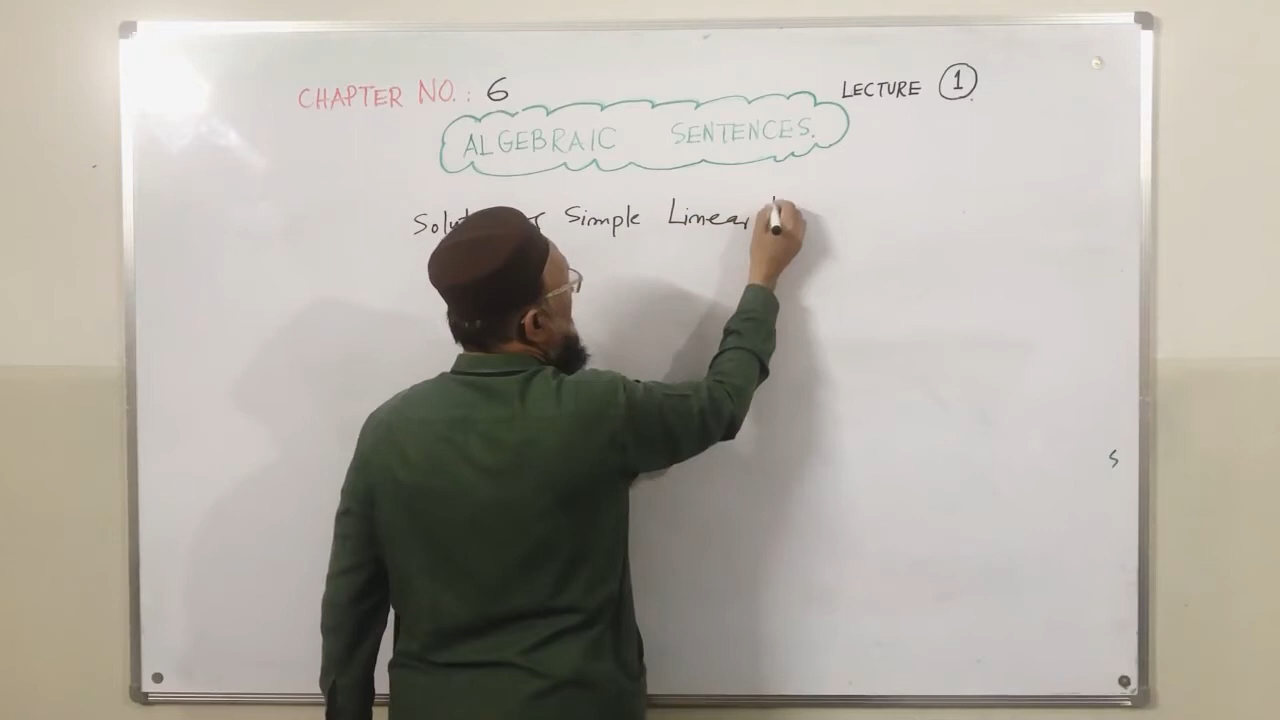 CHAPTER NO.: 6
LECTURE 1
ALGEBRAIC SENTENCES.
Simple Linear
S